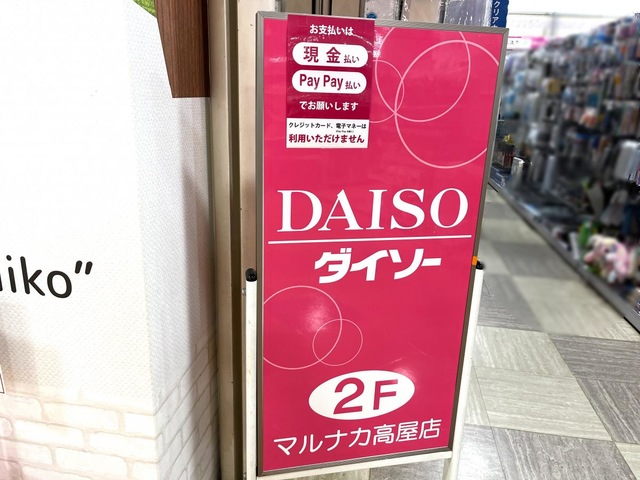 お支払いは
現金払い
PayPay払い
でお願いします
クレジットカード、電子マネーは
利用いただけません
DAISO
ダイソー
2F
マルナカ高屋店
iko”
クリア